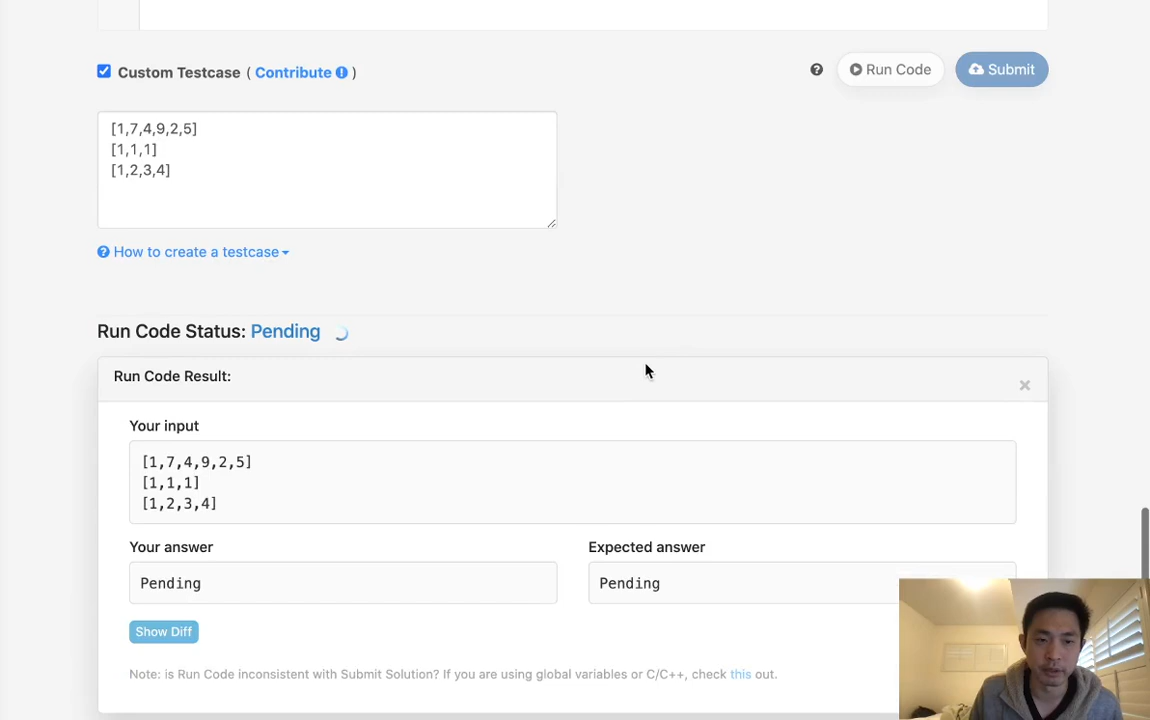 Custom Testcase ( Contribute )
Run Code
Submit
[1,7,4,9,2,5]
[1,1,1]
[1,2,3,4]
How to create a testcase
Run Code Status: Pending
Run Code Result:
Your input
[1,7,4,9,2,5]
[1,1,1]
[1,2,3,4]
Your answer
Expected answer
Pending
Pending
Show Diff
Note: is Run Code inconsistent with Submit Solution? If you are using global variables or C/C++, check this out.